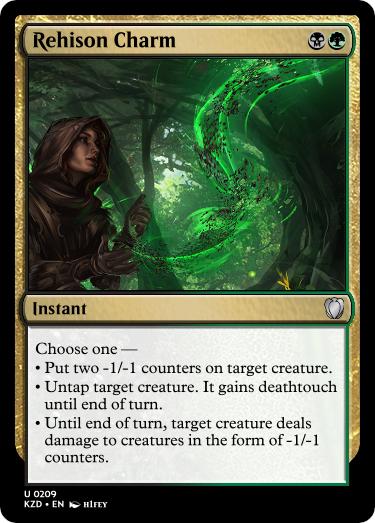 Rehison Charm
Instant
Choose one —
• Put two -1/-1 counters on target creature.
• Untap target creature. It gains deathtouch
until end of turn.
• Until end of turn, target creature deals
damage to creatures in the form of -1/-1
counters.
U 0209
KZD • EN H1FEY